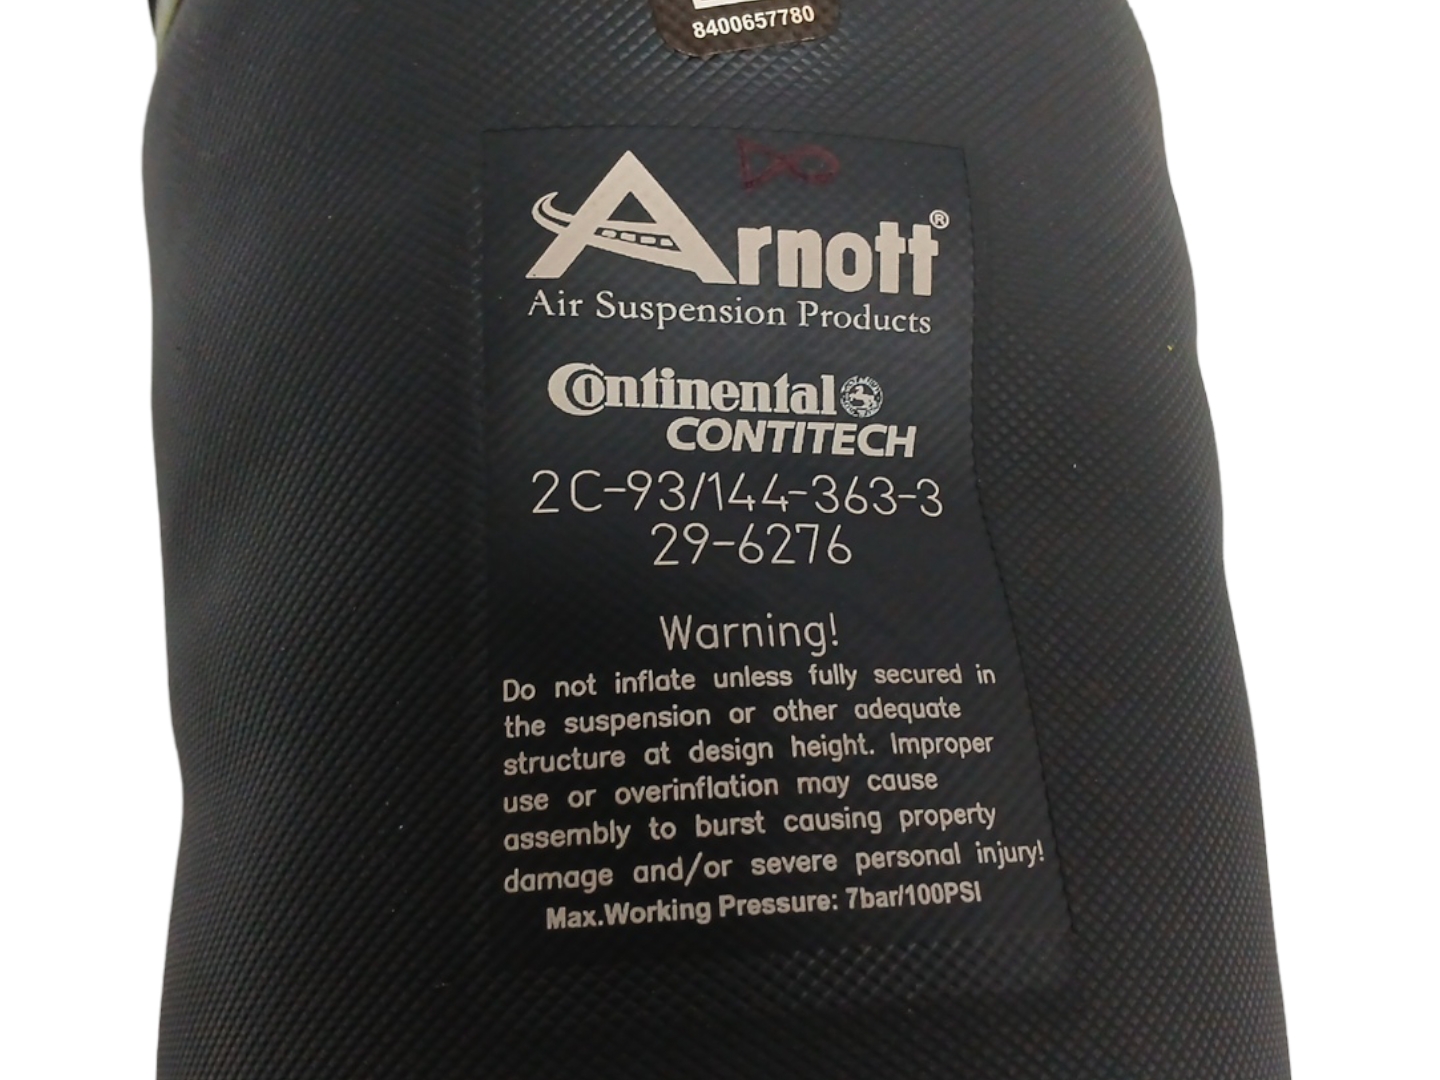 8400657780
Arnott®
Air Suspension Products
Continental
CONTITECH
2C-93/144-363-3
29-6276
Warning!
Do not inflate unless fully secured in
the suspension or other adequate
structure at design height. Improper
use or overinflation may cause
assembly to burst causing property
damage and/or severe personal injury!
Max.Working Pressure: 7bar/100PSI